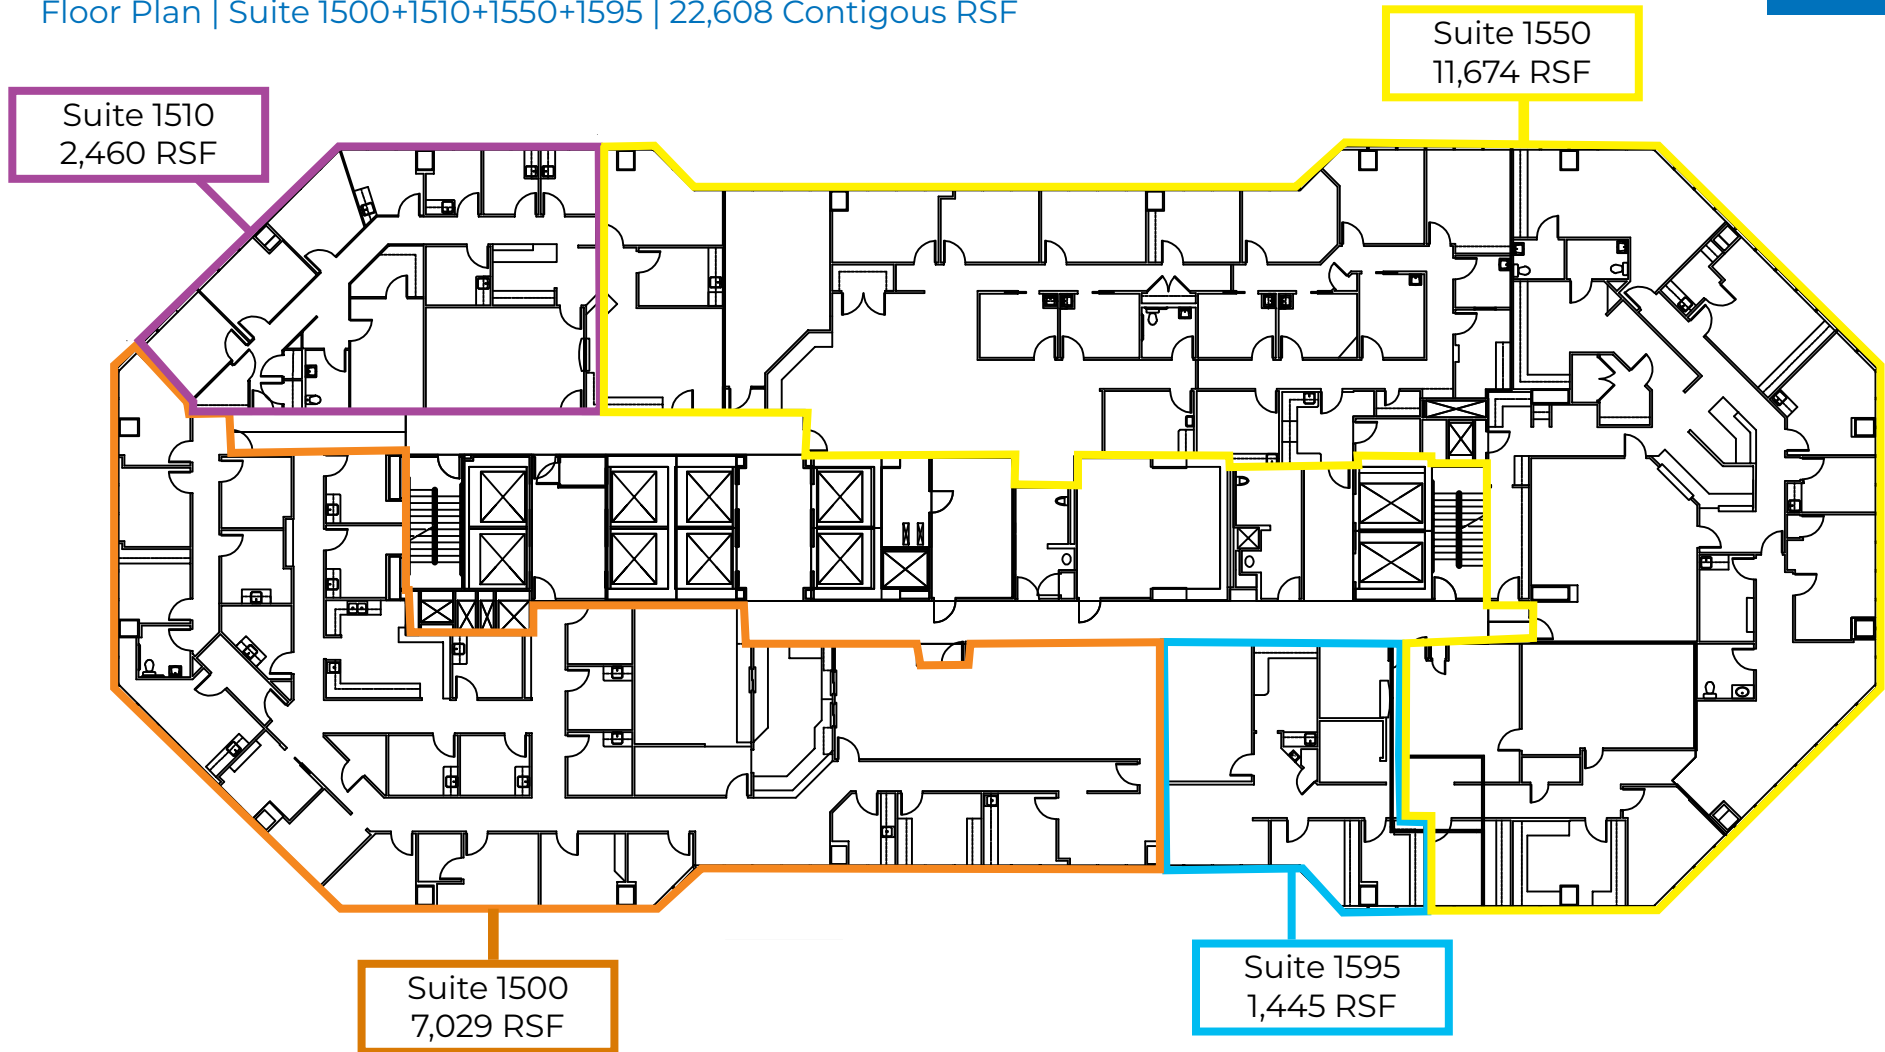 Floor Plan | Suite 1500+1510+1550+1595 | 22,608 Contigous RSF
Suite 1550
11,674 RSF
Suite 1510
2,460 RSF
Suite 1500
7,029 RSF
Suite 1595
1,445 RSF